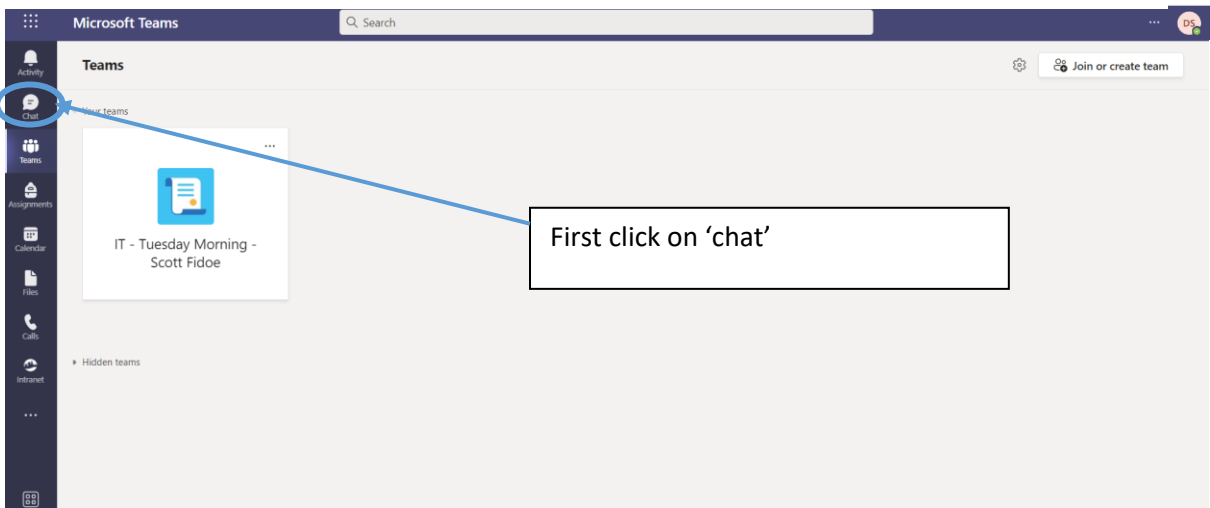 Microsoft Teams
Search
DS
Activity
Chat
Teams
Assignments
Calendar
Files
Calls
Intranet
Teams
Join or create team
Your teams
IT - Tuesday Morning -
Scott Fidoe
Hidden teams
First click on ‘chat’